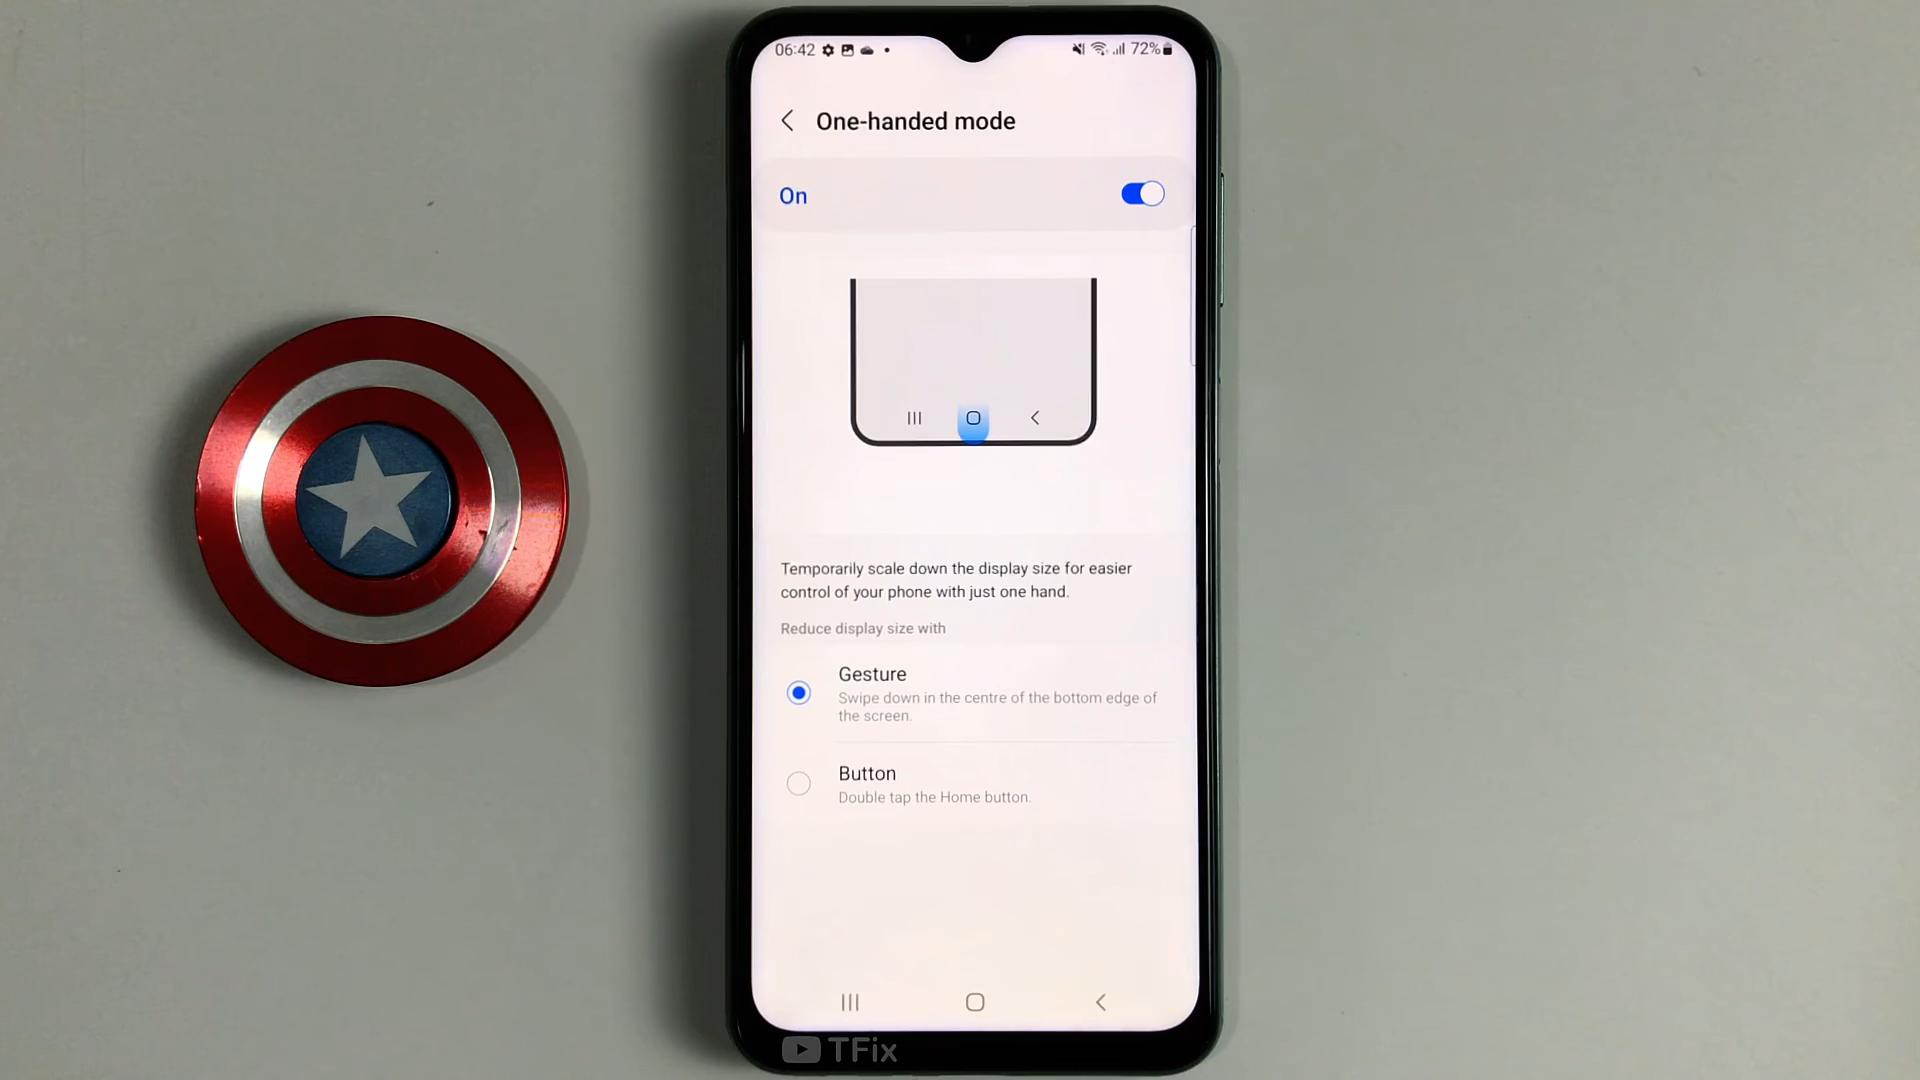 06:42
72%
One-handed mode
On
Temporarily scale down the display size for easier
control of your phone with just one hand.
Reduce display size with
Gesture
Swipe down in the centre of the bottom edge of
the screen.
Button
Double tap the Home button.
TFix